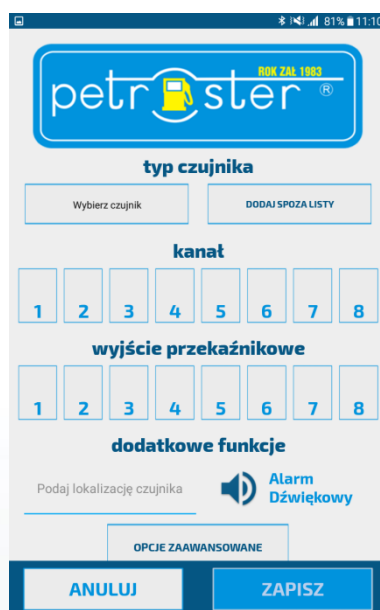 81% 11:10
ROK ZAŁ 1983
petroster ®
typ czujnika
Wybierz czujnik DODAJ SPOZA LISTY
kanał
1 2 3 4 5 6 7 8
wyjście przekaźnikowe
1 2 3 4 5 6 7 8
dodatkowe funkcje
Podaj lokalizację czujnika Alarm
Dźwiękowy
OPCJE ZAAWANSOWANE
ANULUJ ZAPISZ